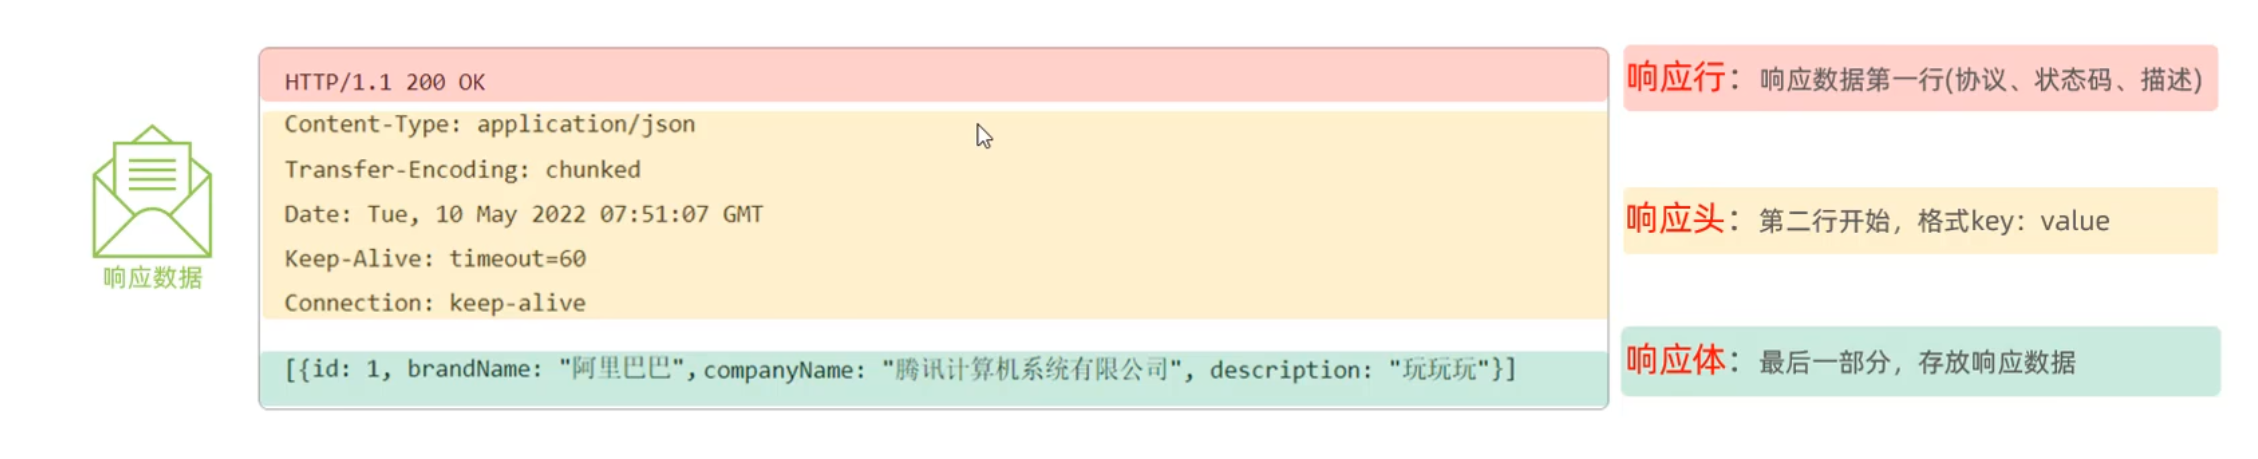 响应数据
HTTP/1.1 200 OK
Content-Type: application/json
Transfer-Encoding: chunked
Date: Tue, 10 May 2022 07:51:07 GMT
Keep-Alive: timeout=60
Connection: keep-alive
[{id: 1, brandName: "阿里巴巴",companyName: "腾讯计算机系统有限公司", description: "玩玩玩"}]
响应行：响应数据第一行(协议、状态码、描述)
响应头：第二行开始，格式key：value
响应体：最后一部分，存放响应数据